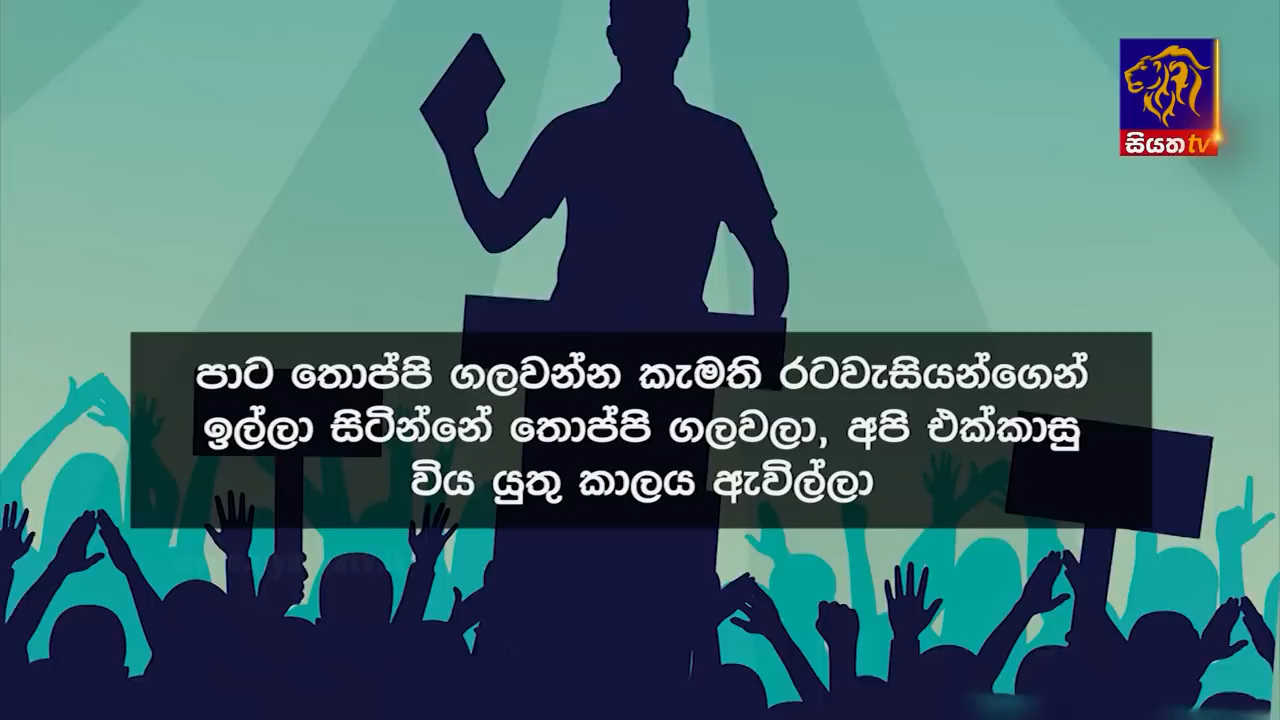 සියත tv
පාට තොප්පි ගලවන්න කැමති රටවැසියන්ගෙන්
ඉල්ලා සිටින්නේ තොප්පි ගලවලා, අපි එක්කාසු
විය යුතු කාලය ඇවිල්ලා